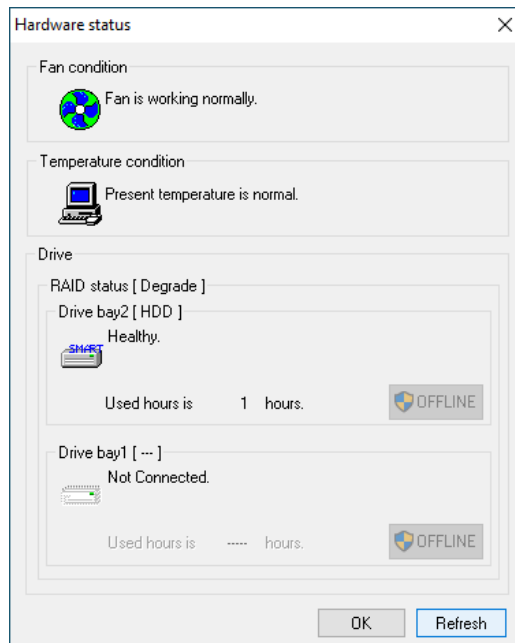 Hardware status
Fan condition
Fan is working normally.
Temperature condition
Present temperature is normal.
Drive
RAID status [ Degrade ]
Drive bay2 [ HDD ]
Healthy.
SMART
Used hours is 1 hours.
OFFLINE
Drive bay1 [ --- ]
Not Connected.
Used hours is ----- hours.
OFFLINE
OK
Refresh